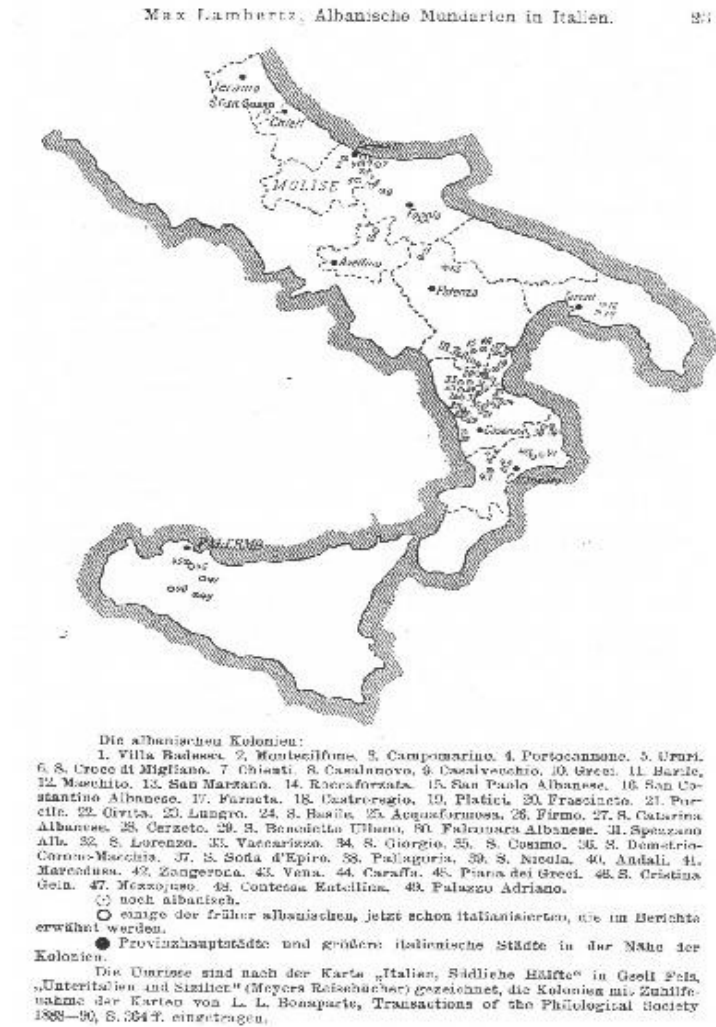 Max Lambertz, Albanische Mundarten in Italien.
Teramo
Chieti
MOLISE
Foggia
Avellino
Potenza
Cosenza
PALERMO
Die albanischen Kolonien:
1. Villa Badessa. 2. Montecilfone. 3. Campomarino. 4. Portocannone. 5. Ururi.
6. S. Croce di Migliano. 7. Chieuti. 8. Casalnuovo. 9. Casalvecchio. 10. Greci. 11. Barile.
12. Maschito. 13. San Marzano. 14. Roccaforzata. 15. San Paolo Albanese. 16. San Co-
stantino Albanese. 17. Farneta. 18. Castroregio. 19. Platici. 20. Frascineto. 21. Por-
cile. 22. Civita. 23. Lungro. 24. S. Basile. 25. Acquaformosa. 26. Firmo. 27. S. Catarina
Albanese. 28. Cerzeto. 29. S. Benedetto Ullano. 30. Falconara Albanese. 31. Spezzano
Alb. 32. S. Lorenzo. 33. Vaccarizzo. 34. S. Giorgio. 35. S. Cosimo. 36. S. Demetrio-
Corone-Macchia. 37. S. Sofia d'Epiro. 38. Pallagoria. 39. S. Nicola. 40. Andali. 41.
Marcedusa. 42. Zangarona. 43. Vena. 44. Caraffa. 45. Piana dei Greci. 46. S. Cristina
Gela. 47. Mezzojuso. 48. Contessa Entellina. 49. Palazzo Adriano.
noch albanisch.
einige der früher albanischen, jetzt schon italianisierten, die im Berichte
erwähnt werden.
Provinzhauptstädte und größere italienische Städte in der Nähe der
Kolonien.
Die Umrisse sind nach der Karte „Italien, Südliche Hälfte“ in Gsell Fels,
„Unteritalien und Sizilien“ (Meyers Reisebücher) gezeichnet, die Kolonien mit Zuhilfe-
nahme der Karten von L. L. Bonaparte, Transactions of the Philological Society
1888—90, S. 364 ff. eingetragen.